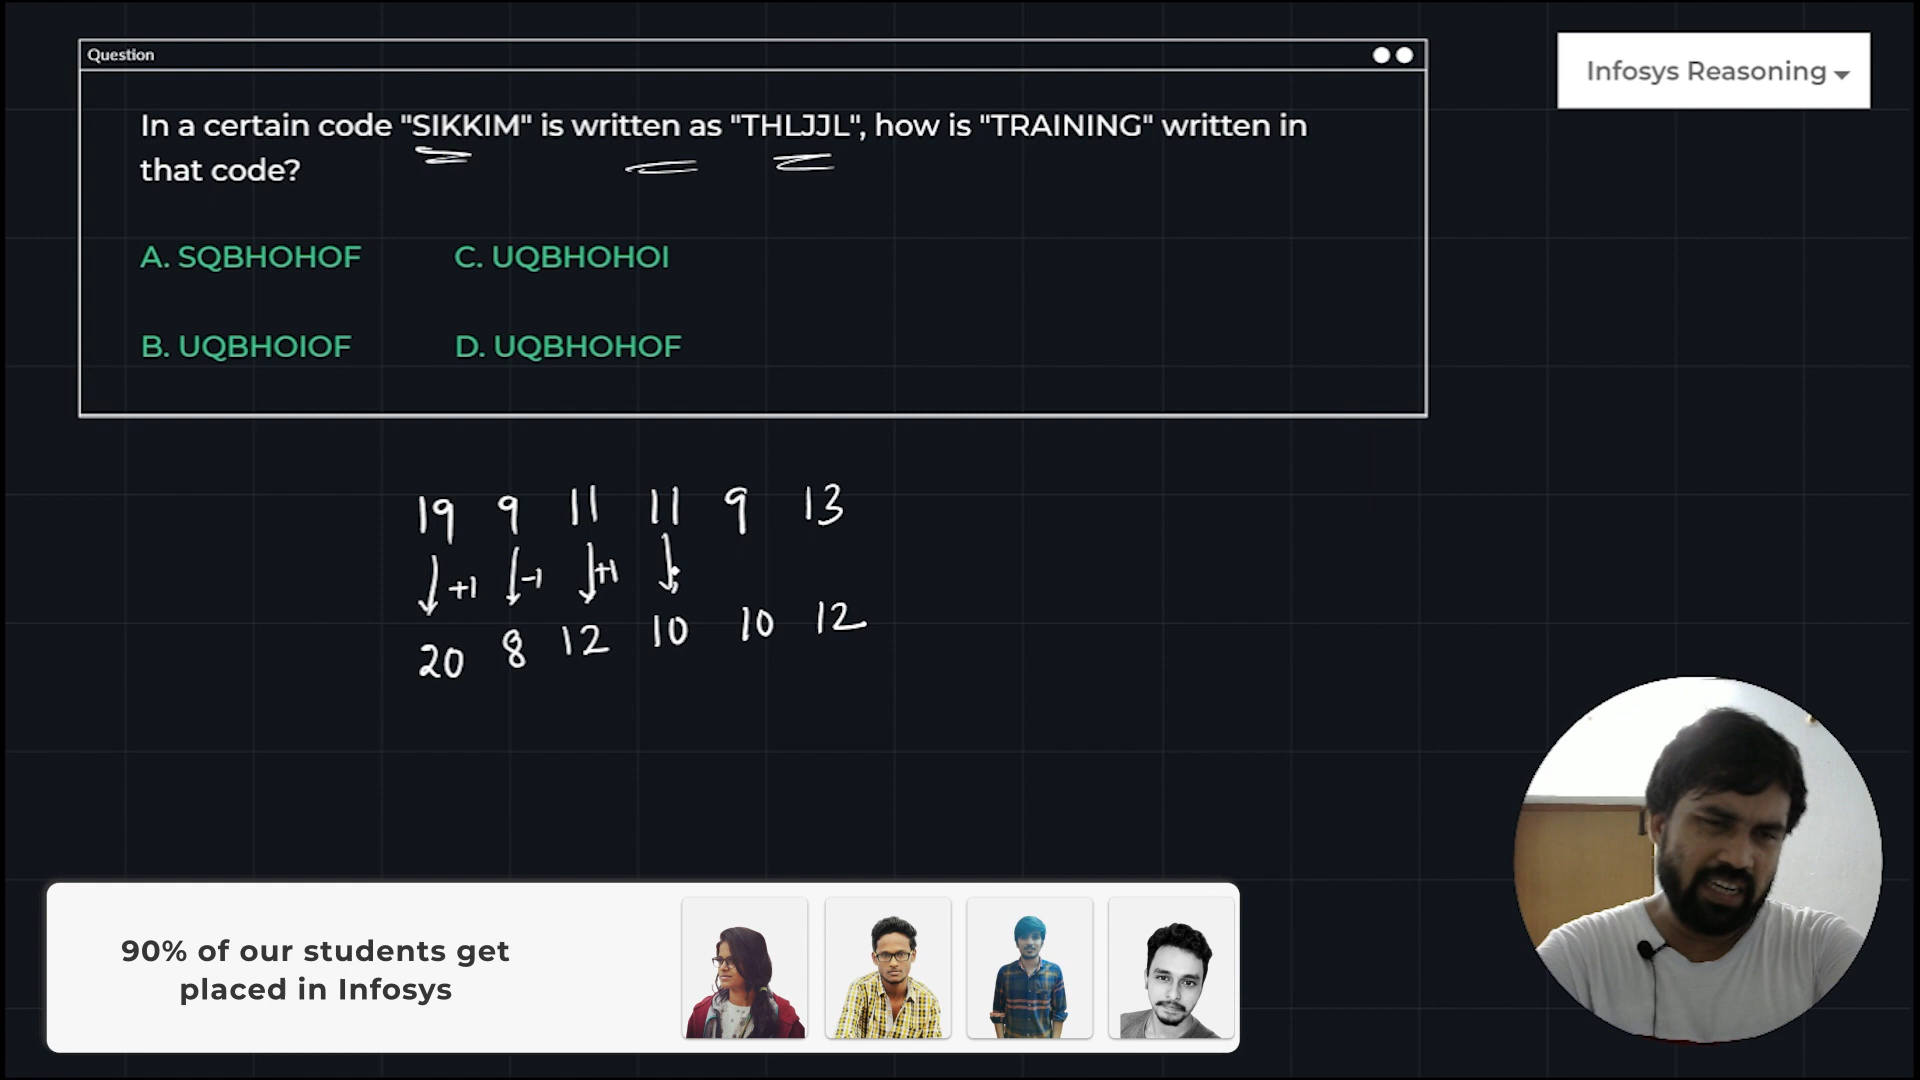 Question
Infosys Reasoning
In a certain code "SIKKIM" is written as "THLJJL", how is "TRAINING" written in
that code?
A. SQBHOHOF
C. UQBHOHOI
B. UQBHOIOF
D. UQBHOHOF
19 9 11 11 9 13
+1 -1 +1
20 8 12 10 10 12
90% of our students get
placed in Infosys